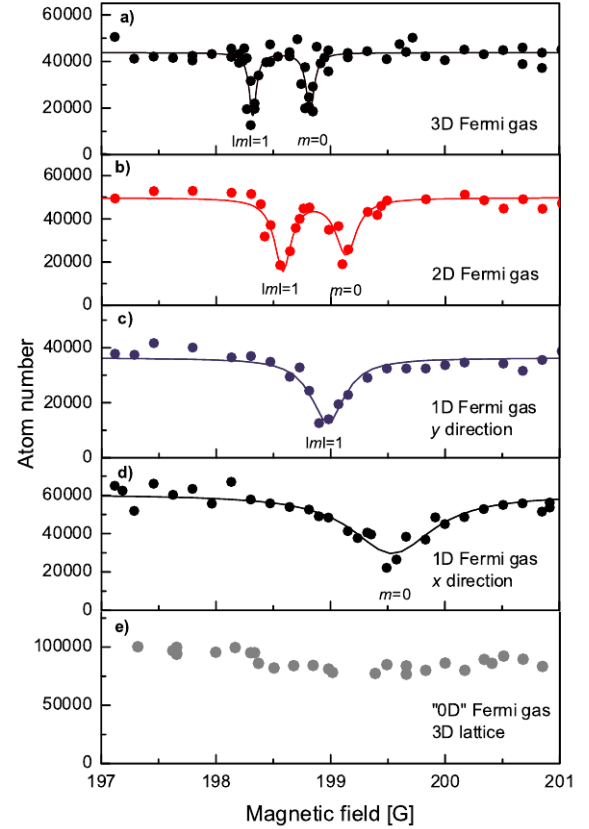 60000
40000
20000
0
a)
|m|=1
m=0
3D Fermi gas
60000
40000
20000
0
b)
|m|=1
m=0
2D Fermi gas
40000
20000
0
c)
|m|=1
1D Fermi gas
y direction
60000
40000
20000
0
d)
m=0
1D Fermi gas
x direction
100000
50000
0
e)
"0D" Fermi gas
3D lattice
197
198
199
200
201
Atom number
Magnetic field [G]